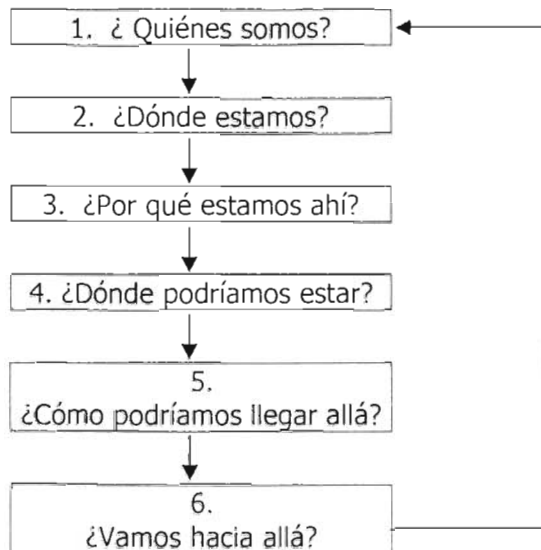 1. ¿ Quiénes somos?
2. ¿Dónde estamos?
3. ¿Por qué estamos ahí?
4. ¿Dónde podríamos estar?
5.
¿Cómo podríamos llegar allá?
6.
¿Vamos hacia allá?